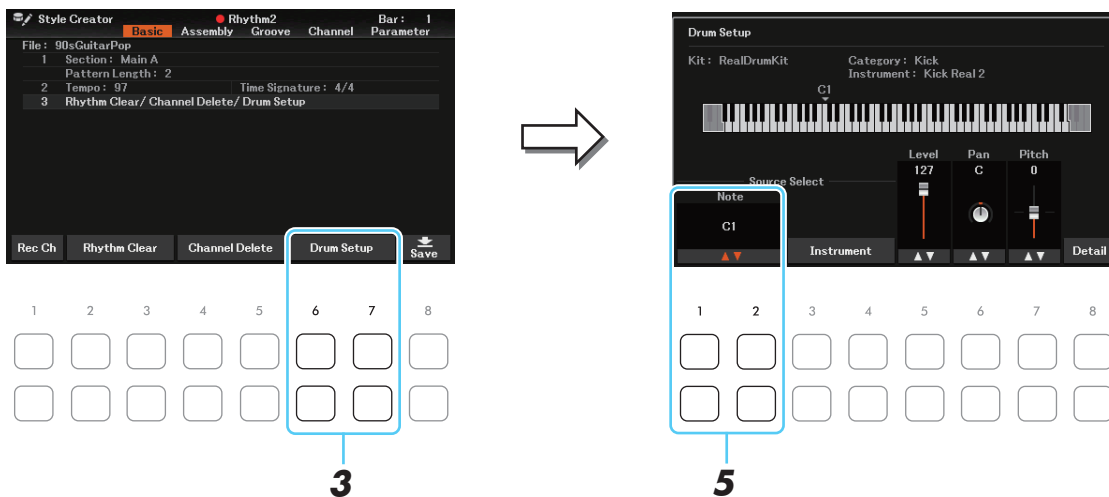 Style Creator Rhythm2 Bar: 1
Basic Assembly Groove Channel Parameter
File: 90sGuitarPop
1 Section: Main A
Pattern Length: 2
2 Tempo: 97 Time Signature: 4/4
3 Rhythm Clear/ Channel Delete/ Drum Setup
Rec Ch Rhythm Clear Channel Delete Drum Setup Save
1 2 3 4 5 6 7 8
3
Drum Setup
Kit: RealDrumKit Category: Kick
Instrument: Kick Real 2
C1
Level Pan Pitch
127 C 0
Source Select
Note
C1
Instrument Detail
1 2 3 4 5 6 7 8
5